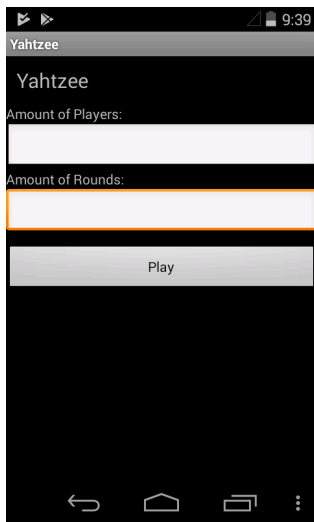 9:39
Yahtzee
Yahtzee
Amount of Players:
Amount of Rounds:
Play